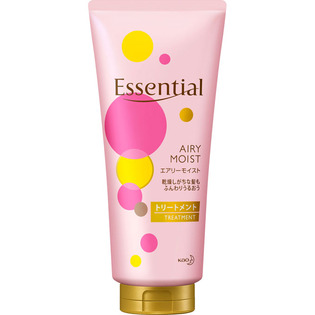 Essential
AIRY
MOIST
エアリーモイスト
乾燥しがちな髪も
ふんわりうるおう
トリートメント
TREATMENT
Kao